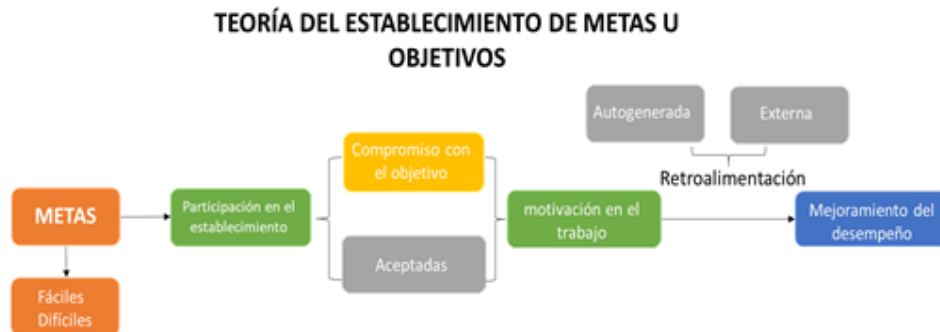 TEORÍA DEL ESTABLECIMIENTO DE METAS U
OBJETIVOS
Autogenerada
Externa
Retroalimentación
METAS
Fáciles
Difíciles
Participación en el
establecimiento
Compromiso con
el objetivo
Aceptadas
motivación en el
trabajo
Mejoramiento del
desempeño